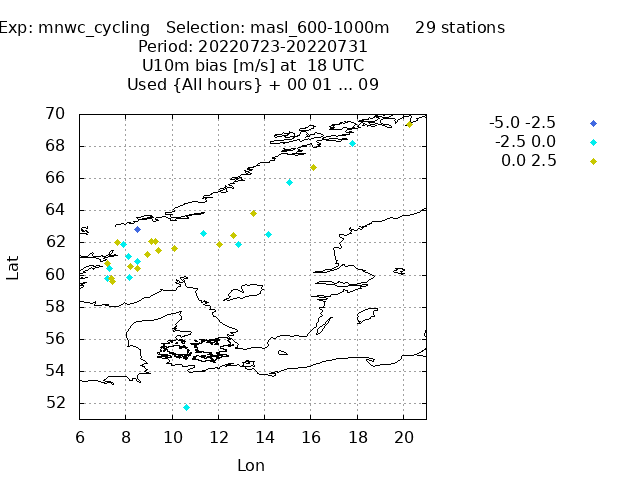 Exp: mnwc_cycling Selection: masl_600-1000m 29 stations
Period: 20220723-20220731
U10m bias [m/s] at 18 UTC
Used {All hours} + 00 01 ... 09
-5.0 -2.5
-2.5 0.0
0.0 2.5
70
68
66
64
62
60
58
56
54
52
Lat
6 8 10 12 14 16 18 20
Lon